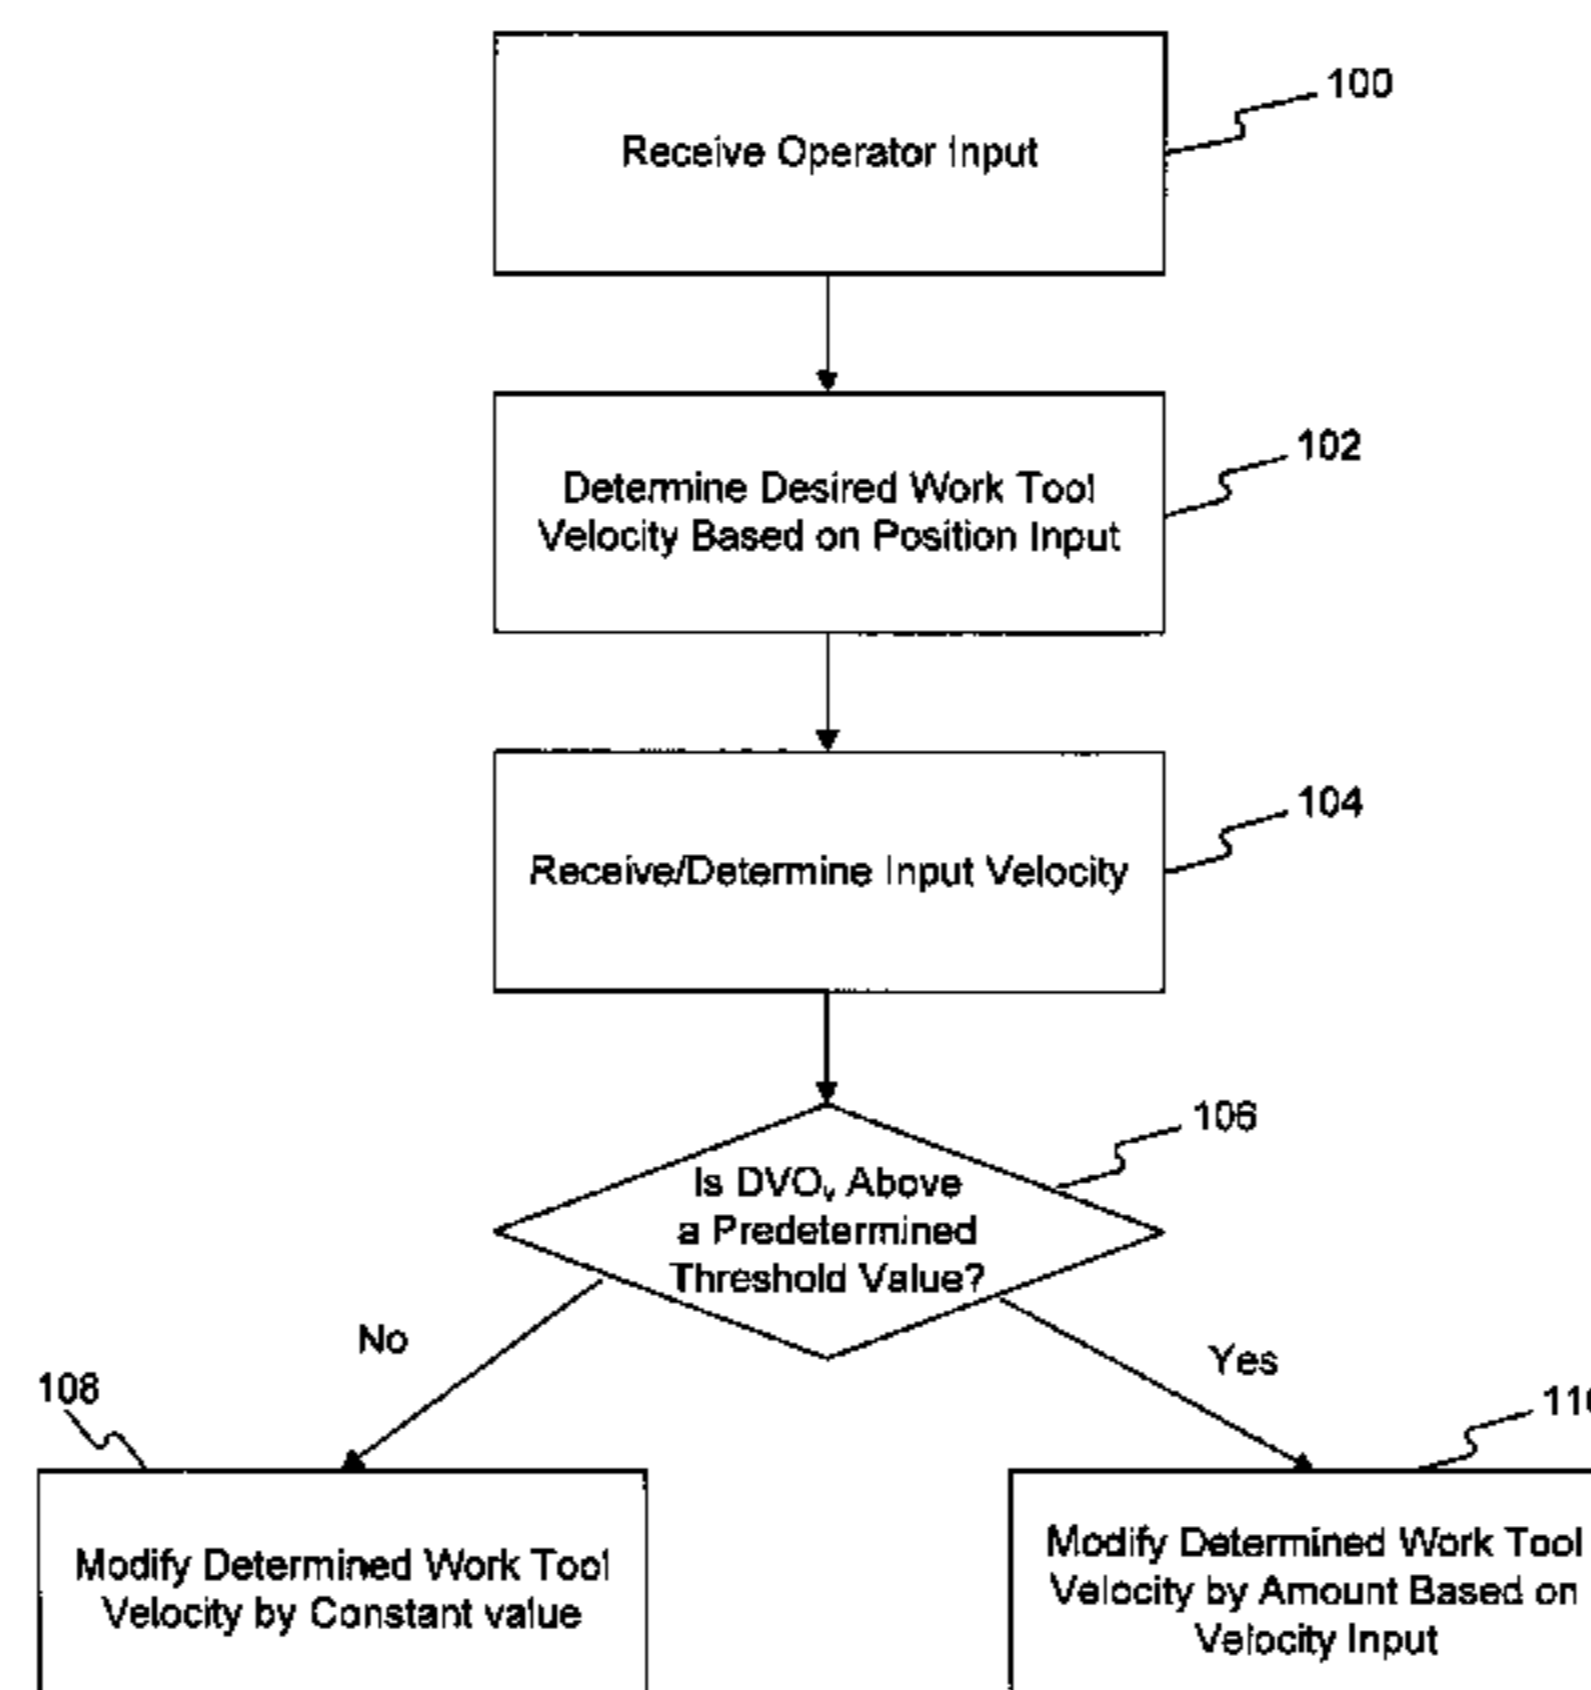 Receive Operator Input
100
Determine Desired Work Tool
Velocity Based on Position Input
102
Receive/Determine Input Velocity
104
Is DVOv Above
a Predetermined
Threshold Value?
106
No
Yes
108
Modify Determined Work Tool
Velocity by Constant value
Modify Determined Work Tool
Velocity by Amount Based on
Velocity Input